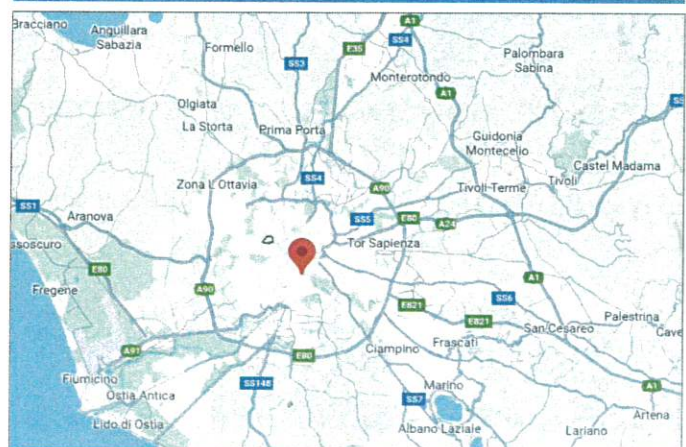 Bracciano
Anguillara
Sabazia
Formello
A1
SS4
E35
SS3
Palombara
Sabina
Monterotondo
A1
Olgiata
La Storta
Prima Porta
Guidonia
Montecelio
Castel Madama
Zona L'Ottavia
SS4
A90
Tivoli Terme
Tivoli
SS1
Aranova
SS5
E80
A24
Tor Sapienza
E80
Fregene
A90
A1
SS6
E821
E821
San Cesareo
Palestrina
A91
E80
Ciampino
Frascati
Fiumicino
Ostia Antica
SS148
SS7
Marino
A1
Artena
Lido di Ostia
Albano Laziale
Lariano